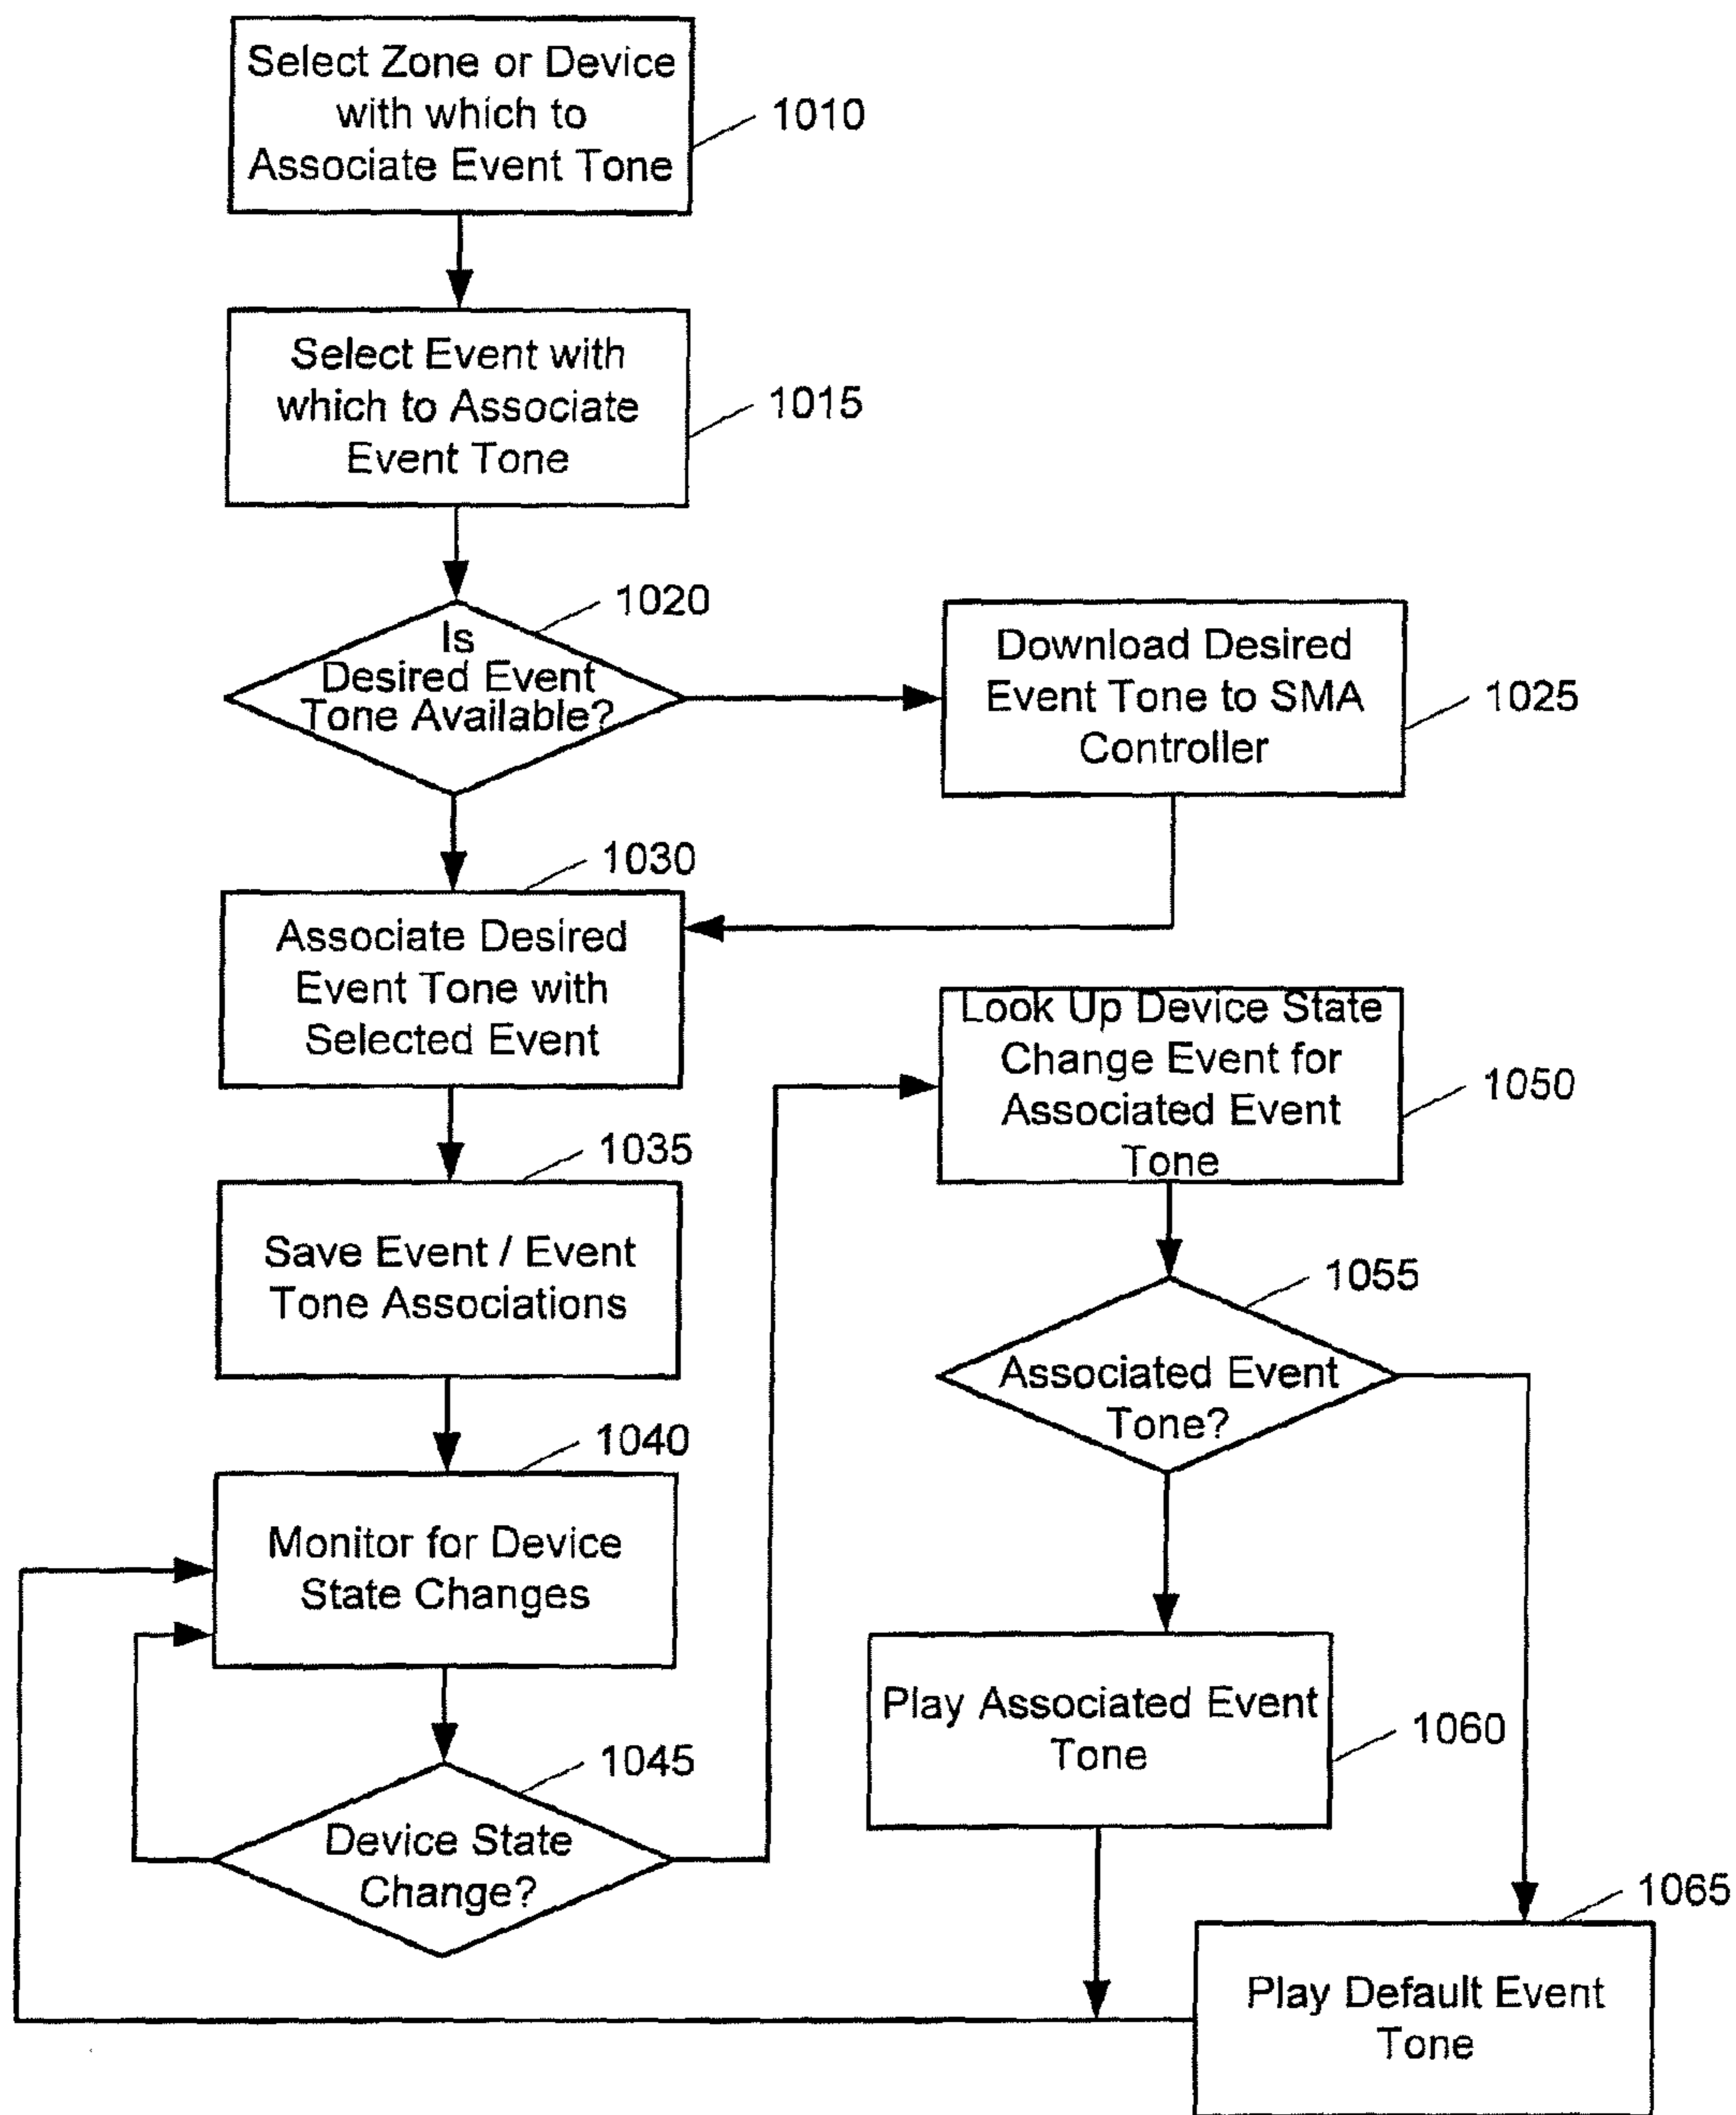 Select Zone or Device
with which to
Associate Event Tone
1010
Select Event with
which to Associate
Event Tone
1015
1020
Is
Desired Event
Tone Available?
Download Desired
Event Tone to SMA
Controller
1025
1030
Associate Desired
Event Tone with
Selected Event
1035
Save Event / Event
Tone Associations
1040
Monitor for Device
State Changes
1045
Device State
Change?
Look Up Device State
Change Event for
Associated Event
Tone
1050
1055
Associated Event
Tone?
Play Associated Event
Tone
1060
1065
Play Default Event
Tone